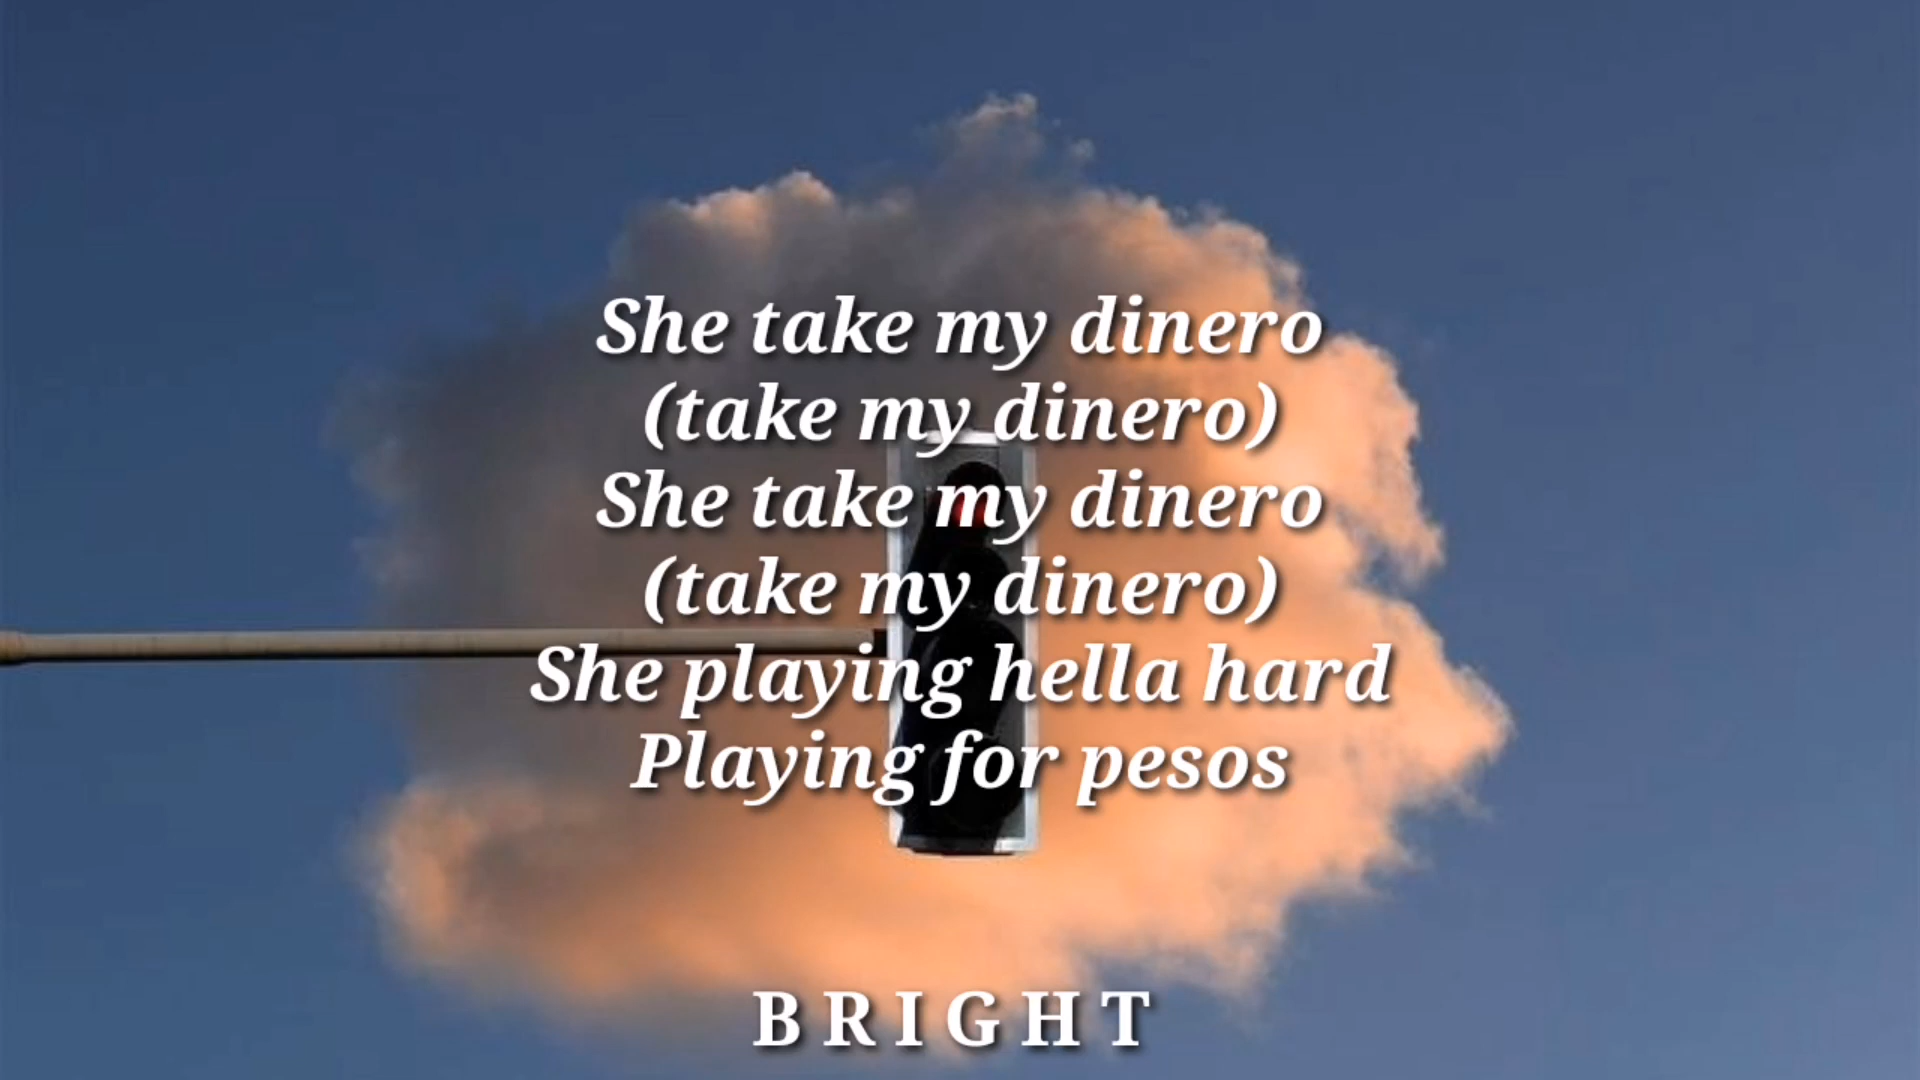 She take my dinero
(take my dinero)
She take my dinero
(take my dinero)
She playing hella hard
Playing for pesos
BRIGHT